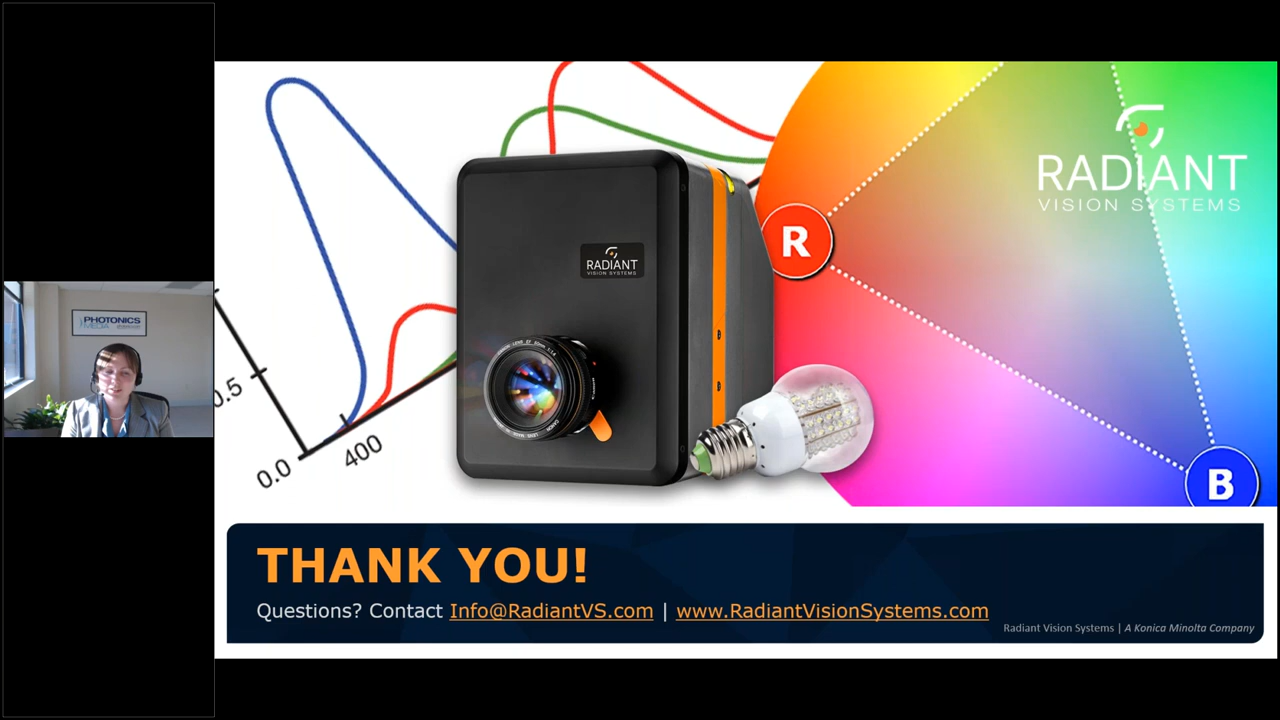 PHOTONICS
MEDIA
0.5
0.0
400
RADIANT
VISION SYSTEMS
R
RADIANT
VISION SYSTEMS
B
THANK YOU!
Questions? Contact Info@RadiantVS.com | www.RadiantVisionSystems.com
Radiant Vision Systems | A Konica Minolta Company